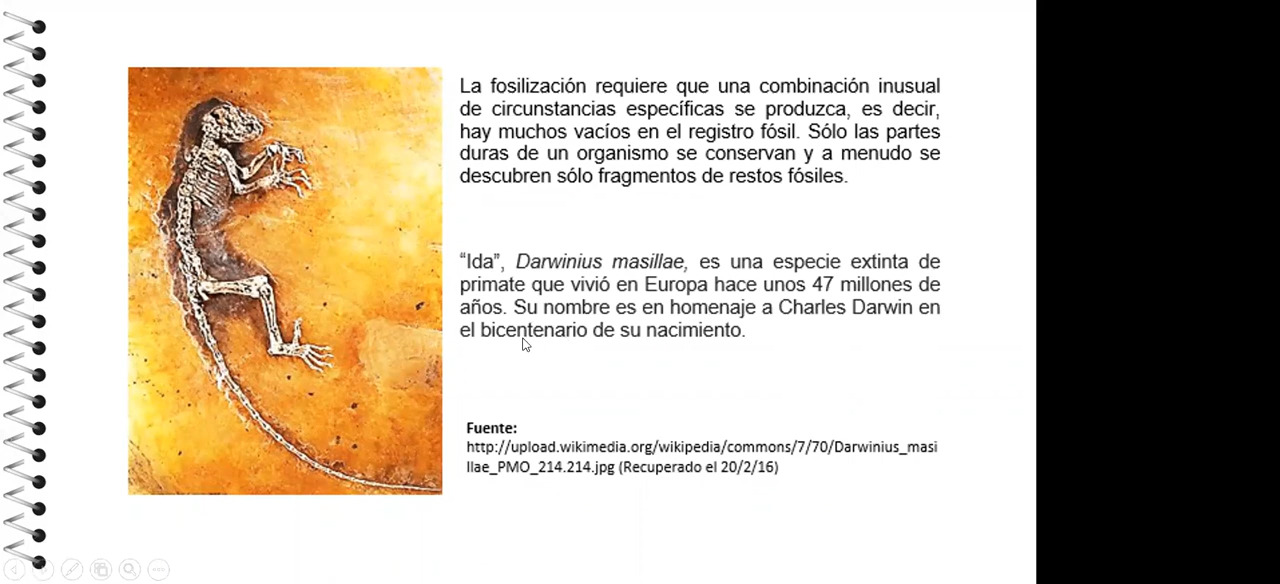 La fosilización requiere que una combinación inusual
de circunstancias específicas se produzca, es decir,
hay muchos vacíos en el registro fósil. Sólo las partes
duras de un organismo se conservan y a menudo se
descubren sólo fragmentos de restos fósiles.
“Ida”, Darwinius masillae, es una especie extinta de
primate que vivió en Europa hace unos 47 millones de
años. Su nombre es en homenaje a Charles Darwin en
el bicentenario de su nacimiento.
Fuente:
http://upload.wikimedia.org/wikipedia/commons/7/70/Darwinius_masi
llae_PMO_214.214.jpg (Recuperado el 20/2/16)